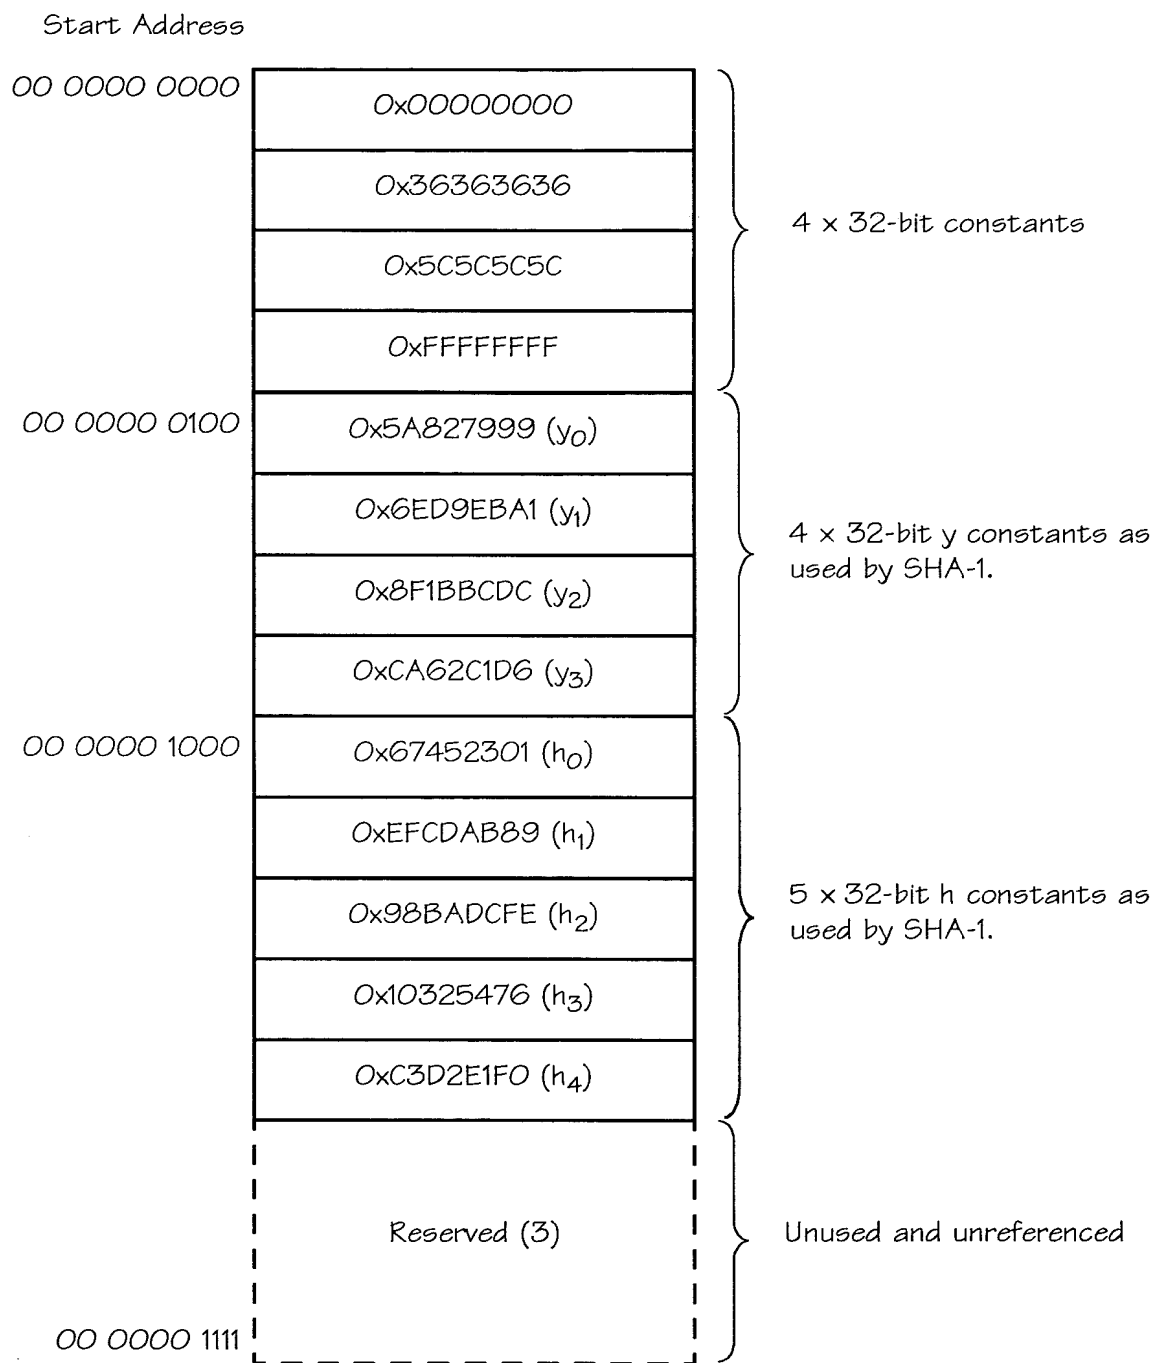 Start Address
00 0000 0000
0x00000000
0x36363636
0x5C5C5C5C
0xFFFFFFFF
4 x 32-bit constants
00 0000 0100
0x5A827999 (y0)
0x6ED9EBA1 (y1)
0x8F1BBCDC (y2)
0xCA62C1D6 (y3)
4 x 32-bit y constants as
used by SHA-1.
00 0000 1000
0x67452301 (h0)
0xEFCDAB89 (h1)
0x98BADCFE (h2)
0x10325476 (h3)
0xC3D2E1F0 (h4)
5 x 32-bit h constants as
used by SHA-1.
Reserved (3)
Unused and unreferenced
00 0000 1111